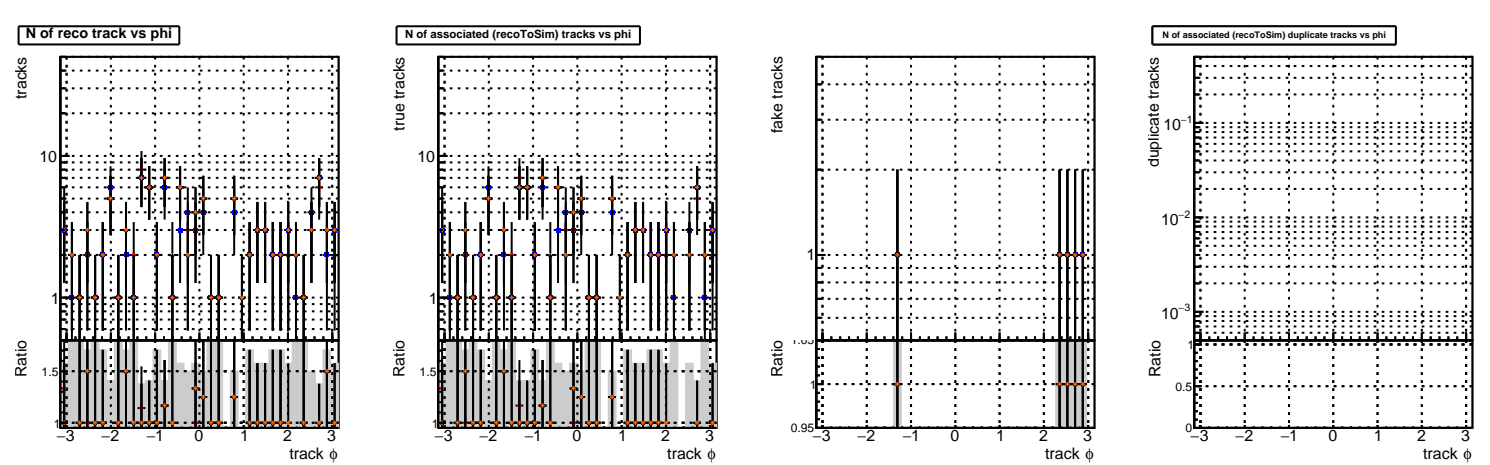 N of reco track vs phi
tracks
10
1
Ratio
1.5
1
−3 −2 −1 0 1 2 3
track ϕ
N of associated (recoToSim) tracks vs phi
true tracks
10
1
Ratio
1.5
1
−3 −2 −1 0 1 2 3
track ϕ
fake tracks
1
Ratio
1.05
1
0.95
−3 −2 −1 0 1 2 3
track ϕ
N of associated (recoToSim) duplicate tracks vs phi
duplicate tracks
10−1
10−2
10−3
Ratio
1
0.5
0
−3 −2 −1 0 1 2 3
track ϕ